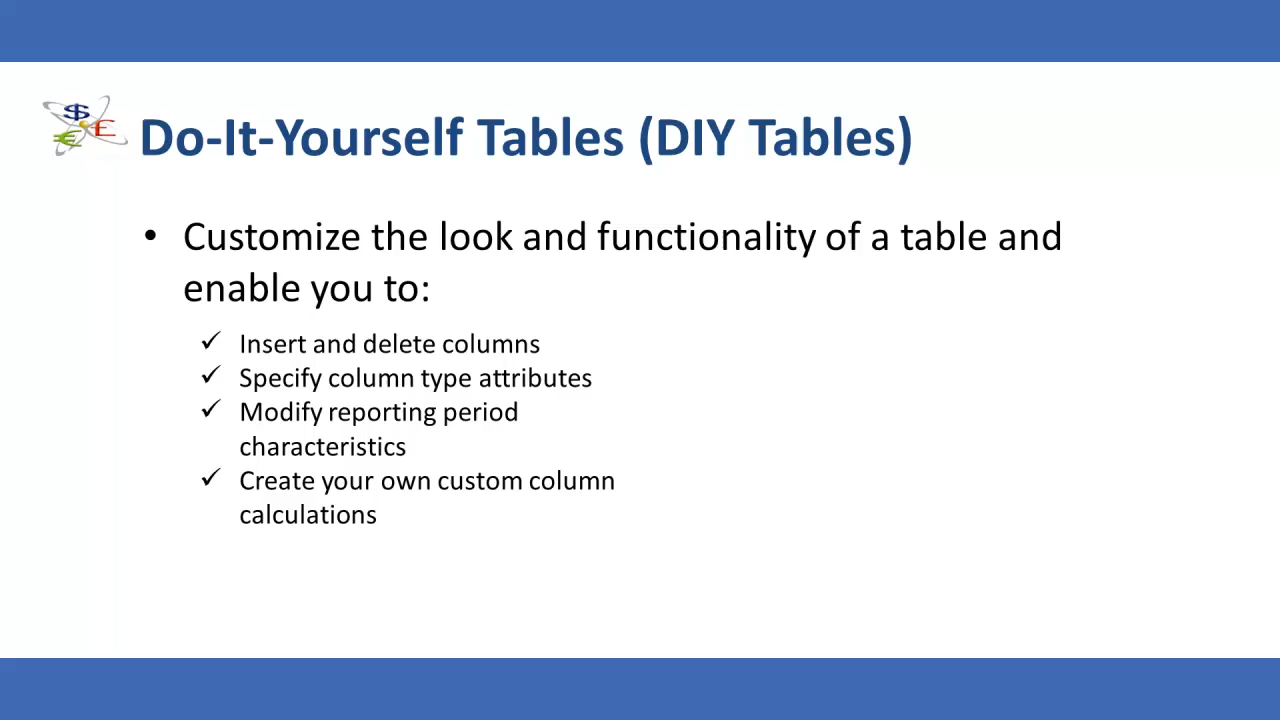 $ € £
Do-It-Yourself Tables (DIY Tables)
• Customize the look and functionality of a table and
enable you to:
✓ Insert and delete columns
✓ Specify column type attributes
✓ Modify reporting period
characteristics
✓ Create your own custom column
calculations